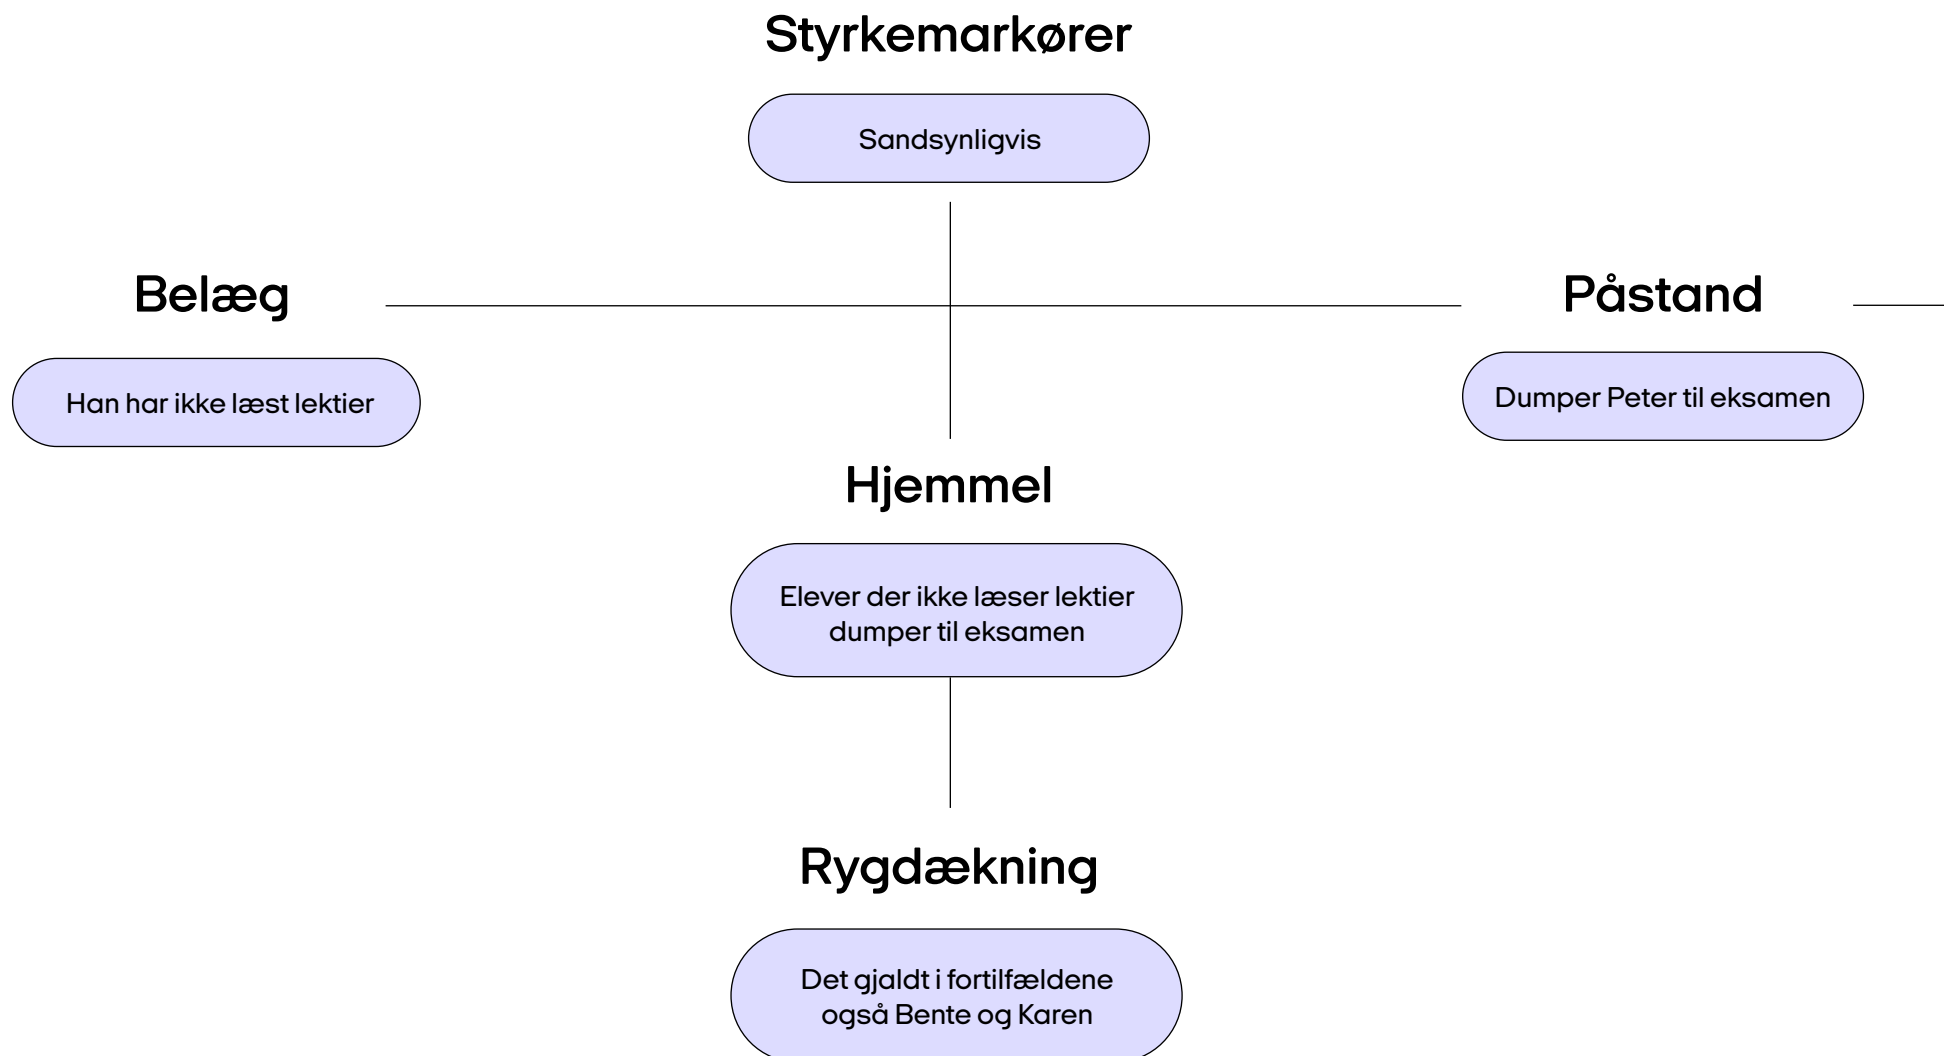 Styrkemarkører
Sandsynligvis
Belæg
Påstand
Han har ikke læst lektier
Dumper Peter til eksamen
Hjemmel
Elever der ikke læser lektier
dumper til eksamen
Rygdækning
Det gjaldt i fortilfældene
også Bente og Karen